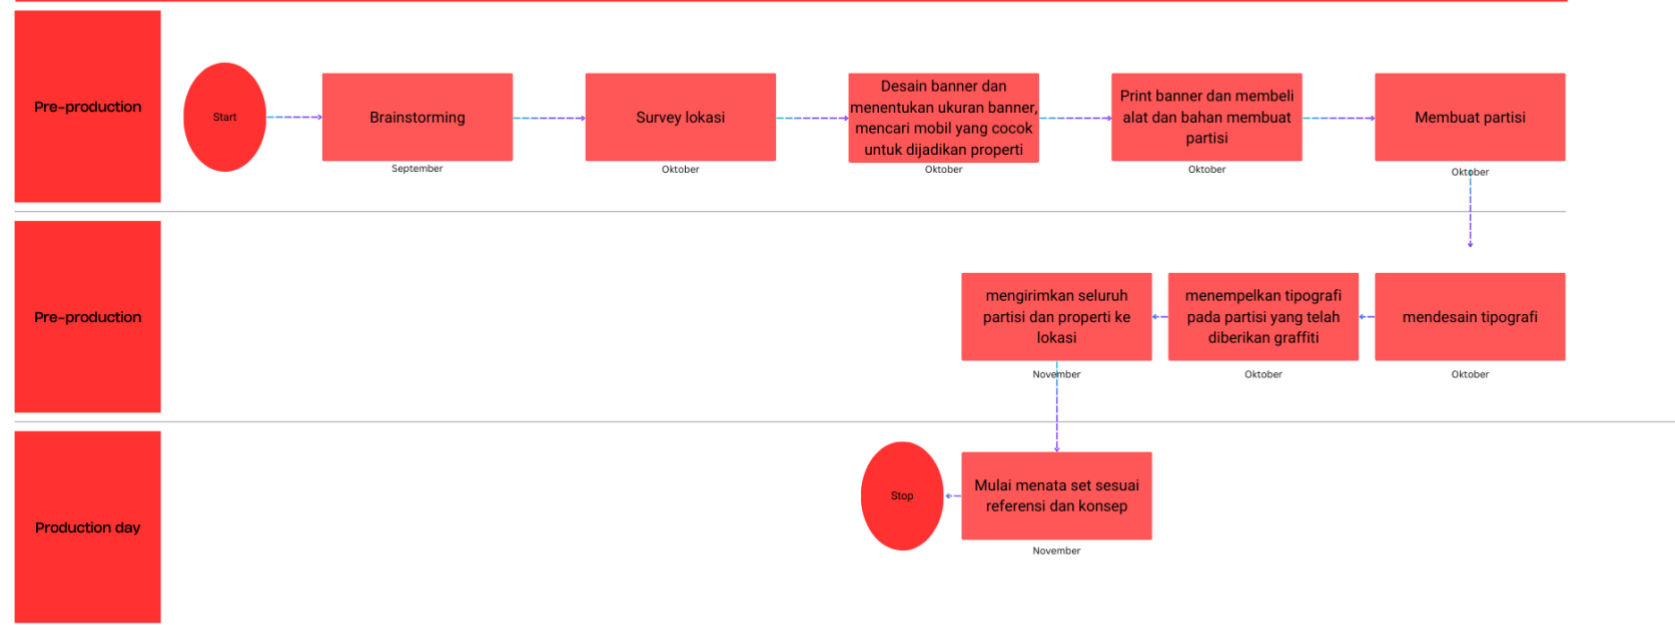 Pre-production
Start
Brainstorming
September
Survey lokasi
Oktober
Desain banner dan
menentukan ukuran banner,
mencari mobil yang cocok
untuk dijadikan properti
Oktober
Print banner dan membeli
alat dan bahan membuat
partisi
Oktober
Membuat partisi
Oktober
Pre-production
mengirimkan seluruh
partisi dan properti ke
lokasi
November
menempelkan tipografi
pada partisi yang telah
diberikan graffiti
Oktober
mendesain tipografi
Oktober
Production day
Stop
Mulai menata set sesuai
referensi dan konsep
November